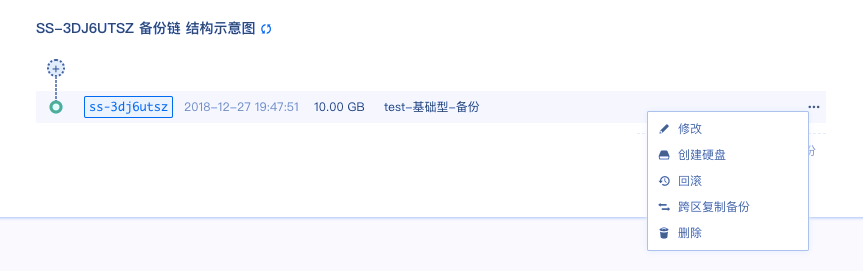 SS-3DJ6UTSZ 备份链 结构示意图
ss-3dj6utsz 2018-12-27 19:47:51 10.00 GB test-基础型-备份
修改
创建硬盘
份
回滚
跨区复制备份
删除